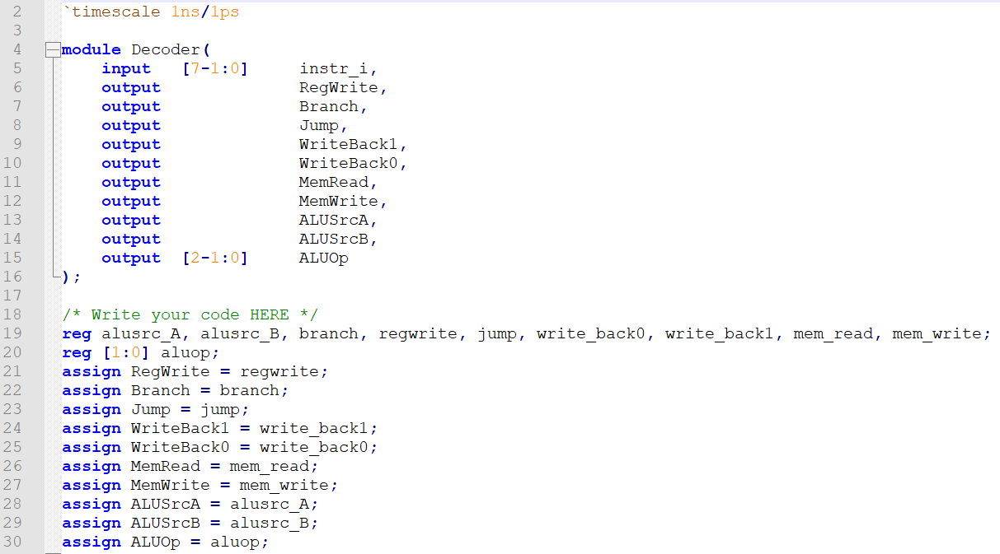 2 `timescale 1ns/1ps
3
4 module Decoder(
5     input   [7-1:0]     instr_i,
6     output              RegWrite,
7     output              Branch,
8     output              Jump,
9     output              WriteBack1,
10     output              WriteBack0,
11     output              MemRead,
12     output              MemWrite,
13     output              ALUSrcA,
14     output              ALUSrcB,
15     output  [2-1:0]     ALUOp
16 );
17
18 /* Write your code HERE */
19 reg alusrc_A, alusrc_B, branch, regwrite, jump, write_back0, write_back1, mem_read, mem_write;
20 reg [1:0] aluop;
21 assign RegWrite = regwrite;
22 assign Branch = branch;
23 assign Jump = jump;
24 assign WriteBack1 = write_back1;
25 assign WriteBack0 = write_back0;
26 assign MemRead = mem_read;
27 assign MemWrite = mem_write;
28 assign ALUSrcA = alusrc_A;
29 assign ALUSrcB = alusrc_B;
30 assign ALUOp = aluop;